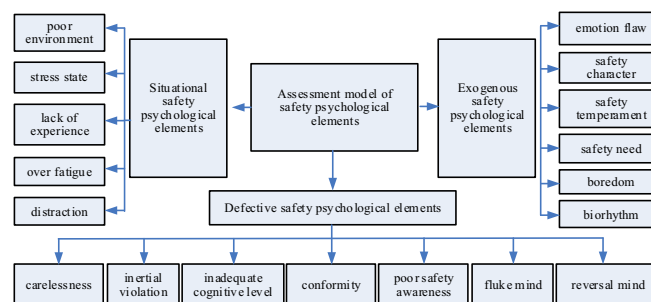 poor
environment
stress state
lack of
experience
over fatigue
distraction
Situational
safety
psychological
elements
Assessment model of
safety psychological
elements
Exogenous
safety
psychological
elements
emotion flaw
safety
character
safety
temperament
safety need
boredom
biorhythm
Defective safety psychological elements
carelessness
inertial
violation
inadequate
cognitive level
conformity
poor safety
awareness
fluke mind
reversal mind